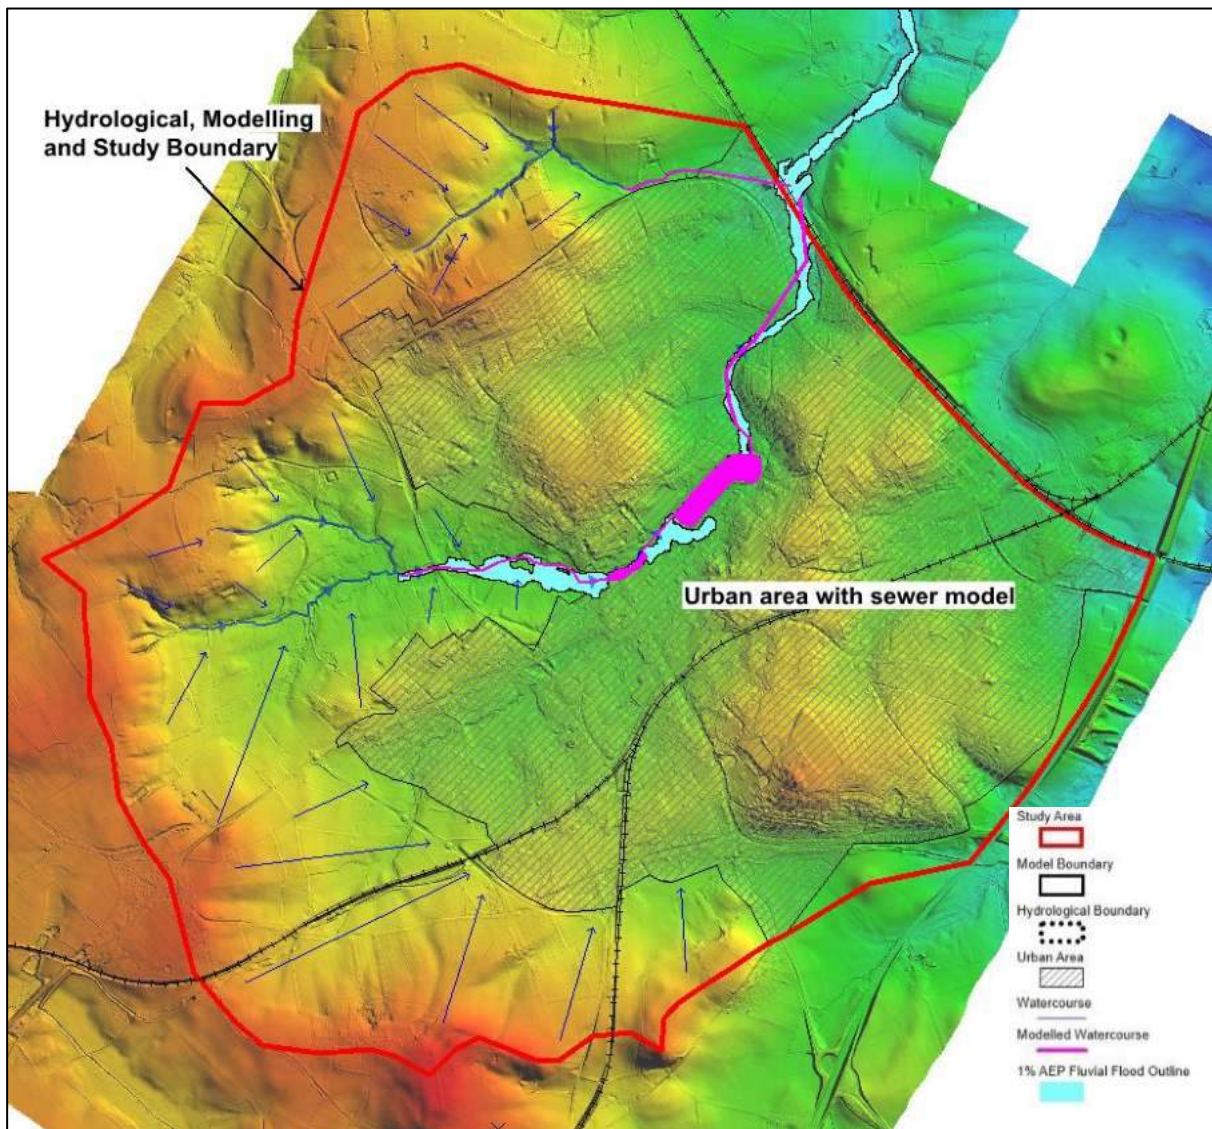 Hydrological, Modelling
and Study Boundary
Urban area with sewer model
Study Area
Model Boundary
Hydrological Boundary
Urban Area
Watercourse
Modelled Watercourse
1% AEP Fluvial Flood Outline